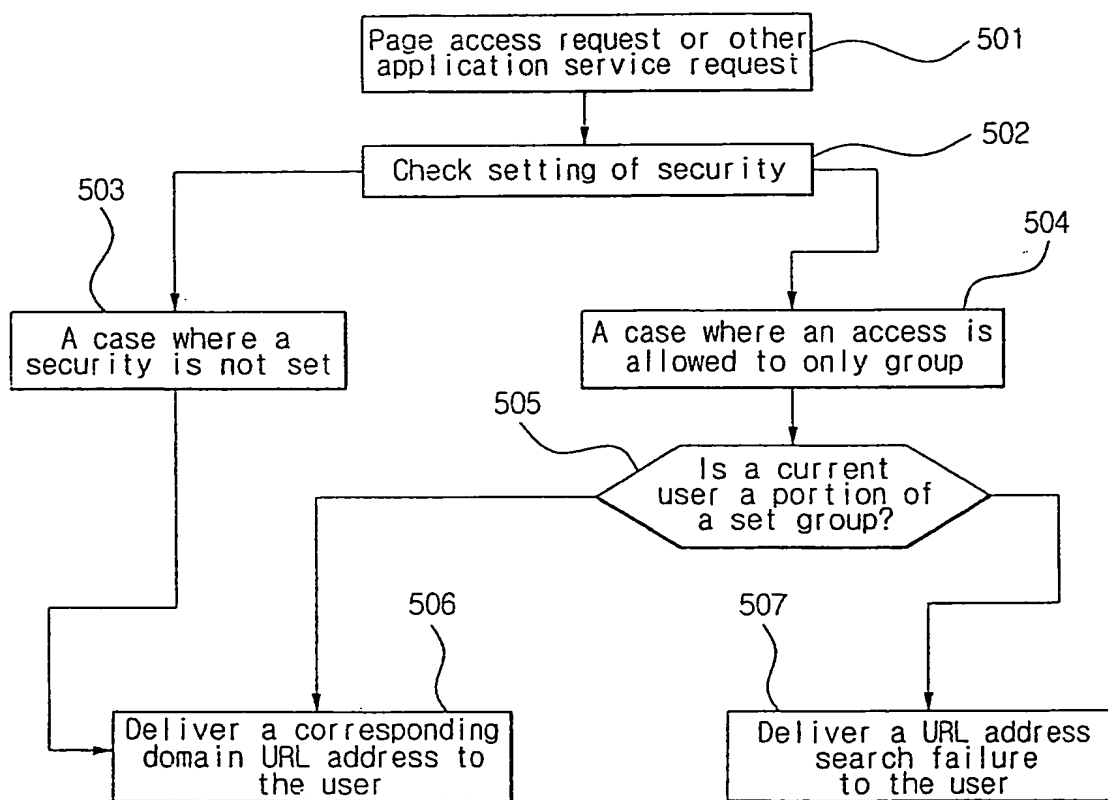 Page access request or other
application service request
501
502
Check setting of security
503
504
A case where a
security is not set
A case where an access is
allowed to only group
505
Is a current
user a portion of
a set group?
506
507
Deliver a corresponding
domain URL address to
the user
Deliver a URL address
search failure
to the user